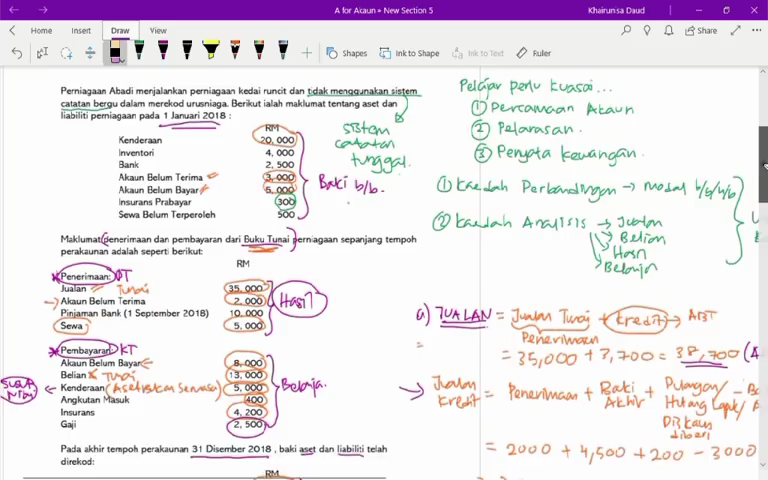 A for Akaun » New Section 5
Khairunisa Daud
Home Insert Draw View
Share
Shapes Ink to Shape Ink to Text Ruler
Perniagaan Abadi menjalankan perniagaan kedai runcit dan tidak menggunakan sistem
catatan bergu dalam merekod urusniaga. Berikut ialah maklumat tentang aset dan
liabiliti perniagaan pada 1 Januari 2018 :
RM
Kenderaan 20, 000
Inventori 4, 000
Bank 2, 500
Akaun Belum Terima 3, 000
Akaun Belum Bayar 5, 000
Insurans Prabayar 300
Sewa Belum Terperoleh 500
sistem
catatan
tunggal.
Baki b/b.
Maklumat penerimaan dan pembayaran dari Buku Tunai perniagaan sepanjang tempoh
perakaunan adalah seperti berikut:
RM
Penerimaan: DT
Jualan Tunai 35, 000
Akaun Belum Terima 2, 000
Pinjaman Bank (1 September 2018) 10, 000
Sewa 5, 000
Hasil
Pembayaran: KT
Akaun Belum Bayar 8, 000
Belian Tunai 13, 000
Kenderaan (Aset Bukan Semasa) 5, 000
Angkutan Masuk 400
Insurans 4, 200
Gaji 2, 500
Belanja.
Pada akhir tempoh perakaunan 31 Disember 2018 , baki aset dan liabiliti telah
direkod:
RM
Pelajar perlu kuasai...
① Persamaan Akaun
② Pelarasan.
③ Penyata Kewangan.
① Kaedah Perbandingan → modal b/b/h/b
② Kaedah Analisis → Jualan
Belian
Hasil
Belanja
a) JUALAN = Jualan Tunai + Kredit → ABT
= Penerimaan
= 35,000 + 3,700 = 38,700
Jualan Kredit = Penerimaan + Baki Akhir + Pulangan/
Hutang Lapuk/
Diskaun
diberi
= 2000 + 4,500 + 200 - 3000